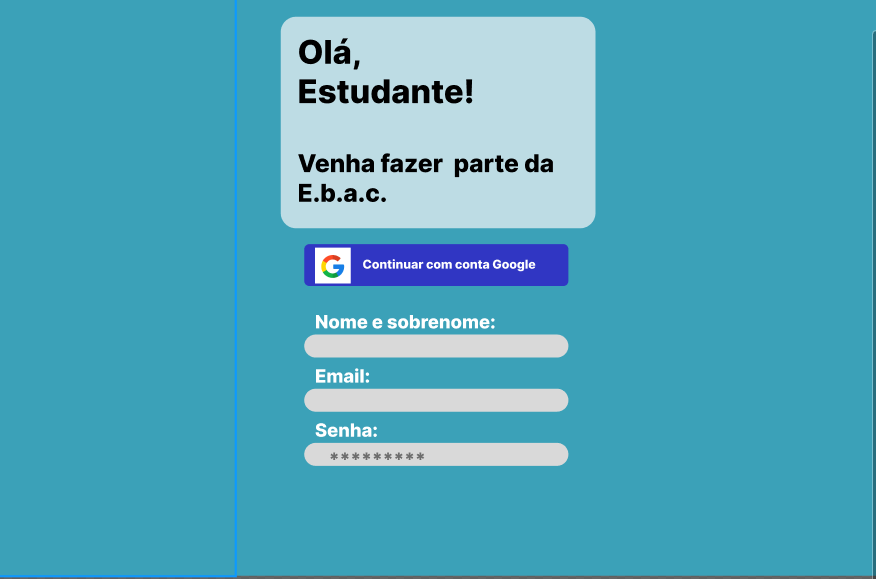 Olá,
Estudante!
Venha fazer  parte da
E.b.a.c.
Continuar com conta Google
Nome e sobrenome:
Email:
Senha:
*********